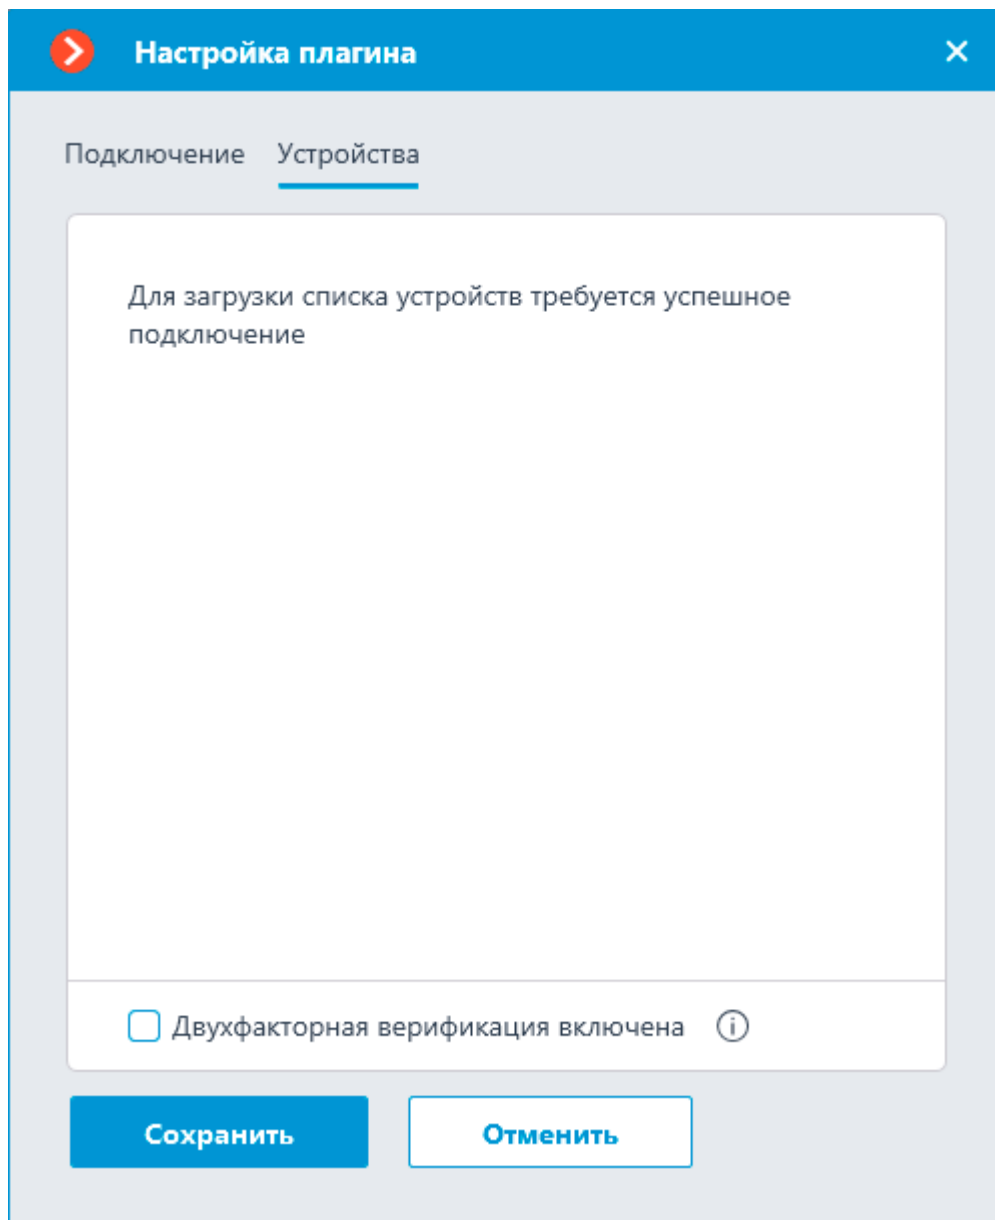 Настройка плагина
Подключение Устройства
Для загрузки списка устройств требуется успешное
подключение
Двухфакторная верификация включена
Сохранить Отменить